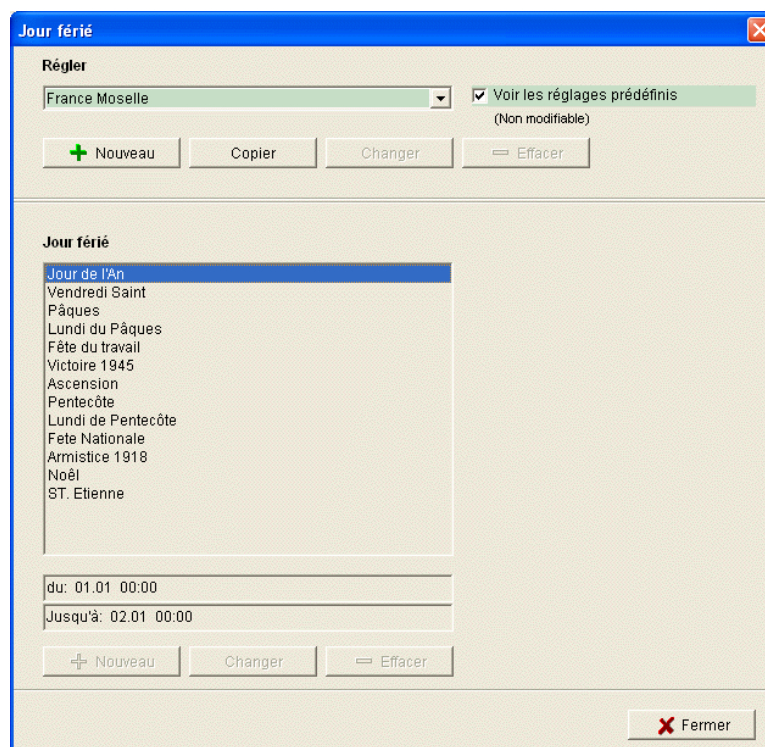 Jour férié
Régler
France Moselle
Voir les réglages prédéfinis
(Non modifiable)
Nouveau
Copier
Changer
Effacer
Jour férié
Jour de l'An
Vendredi Saint
Pâques
Lundi du Pâques
Fête du travail
Victoire 1945
Ascension
Pentecôte
Lundi de Pentecôte
Fete Nationale
Armistice 1918
Noêl
ST. Etienne
du: 01.01 00:00
Jusqu'à: 02.01 00:00
Nouveau
Changer
Effacer
Fermer